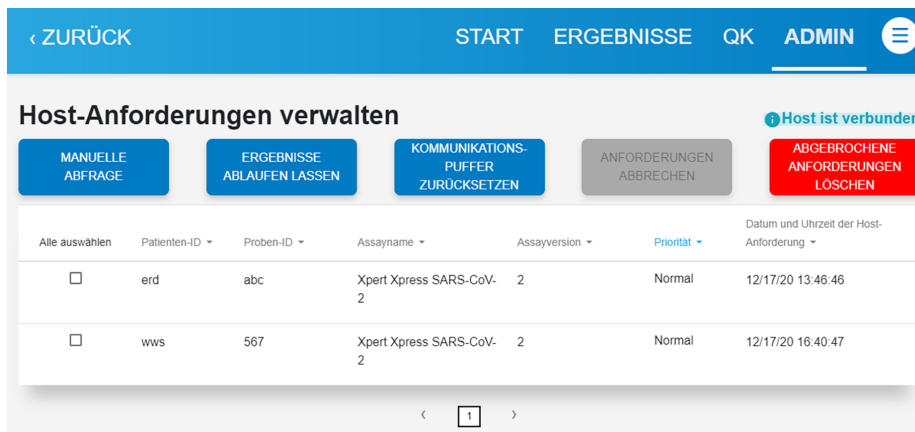 ‹ ZURÜCK START ERGEBNISSE QK ADMIN
Host-Anforderungen verwalten
Host ist verbunden
MANUELLE
ABFRAGE
ERGEBNISSE
ABLAUFEN LASSEN
KOMMUNIKATIONS-
PUFFER
ZURÜCKSETZEN
ANFORDERUNGEN
ABBRECHEN
ABGEBROCHENE
ANFORDERUNGEN
LÖSCHEN
Alle auswählen Patienten-ID Proben-ID Assayname Assayversion Priorität Datum und Uhrzeit der Host-
Anforderung
erd abc Xpert Xpress SARS-CoV- 2 Normal 12/17/20 13:46:46
2
wws 567 Xpert Xpress SARS-CoV- 2 Normal 12/17/20 16:40:47
2
‹ 1 ›